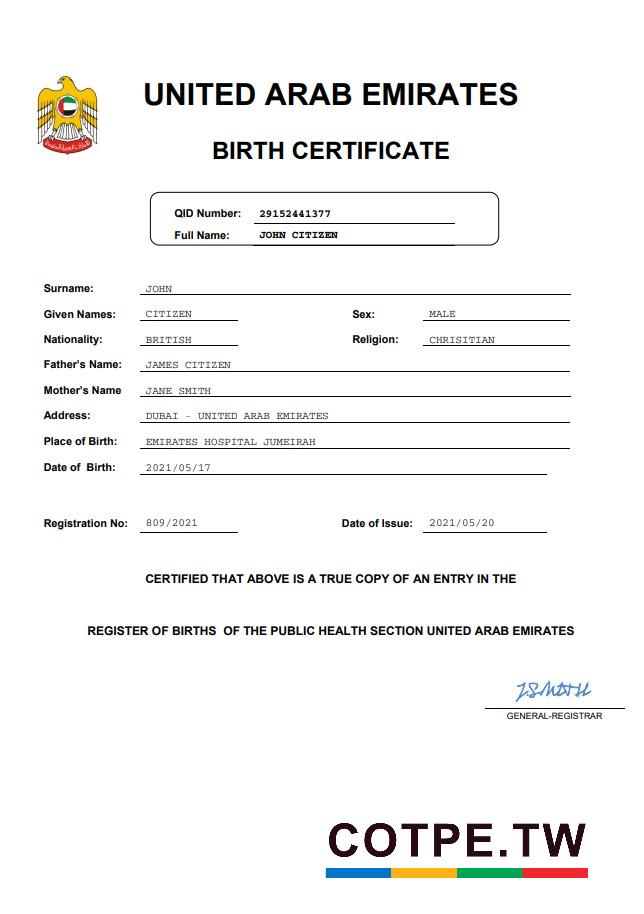 UNITED ARAB EMIRATES
BIRTH CERTIFICATE
QID Number: 29152441377
Full Name: JOHN CITIZEN
Surname: JOHN
Given Names: CITIZEN Sex: MALE
Nationality: BRITISH Religion: CHRISITIAN
Father's Name: JAMES CITIZEN
Mother's Name JANE SMITH
Address: DUBAI - UNITED ARAB EMIRATES
Place of Birth: EMIRATES HOSPITAL JUMEIRAH
Date of Birth: 2021/05/17
Registration No: 809/2021 Date of Issue: 2021/05/20
CERTIFIED THAT ABOVE IS A TRUE COPY OF AN ENTRY IN THE
REGISTER OF BIRTHS OF THE PUBLIC HEALTH SECTION UNITED ARAB EMIRATES
GENERAL-REGISTRAR
COTPE.TW